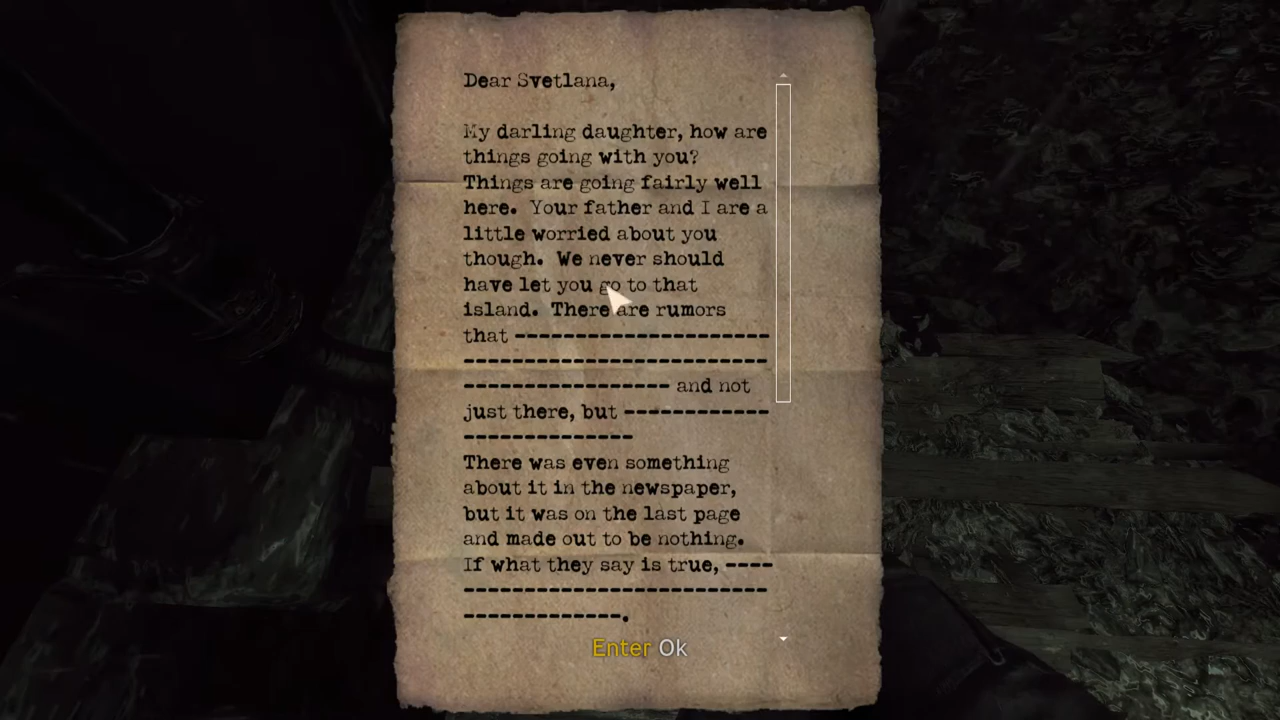 Dear Svetlana,
My darling daughter, how are
things going with you?
Things are going fairly well
here. Your father and I are a
little worried about you
though. We never should
have let you go to that
island. There are rumors
that ----------------------
--------------------------
------------------ and not
just there, but -------------
---------------
There was even something
about it in the newspaper,
but it was on the last page
and made out to be nothing.
If what they say is true, ----
--------------------------
--------------.
Enter Ok